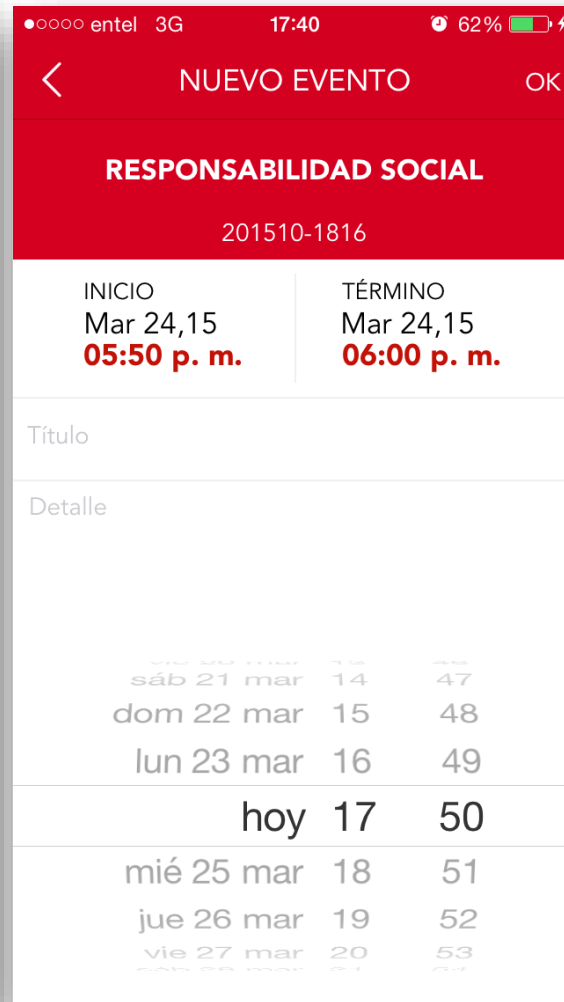 entel 3G 17:40 62%
NUEVO EVENTO OK
RESPONSABILIDAD SOCIAL
201510-1816
INICIO TÉRMINO
Mar 24,15 Mar 24,15
05:50 p. m. 06:00 p. m.
Título
Detalle
sáb 21 mar 14 47
dom 22 mar 15 48
lun 23 mar 16 49
hoy 17 50
mié 25 mar 18 51
jue 26 mar 19 52
vie 27 mar 20 53